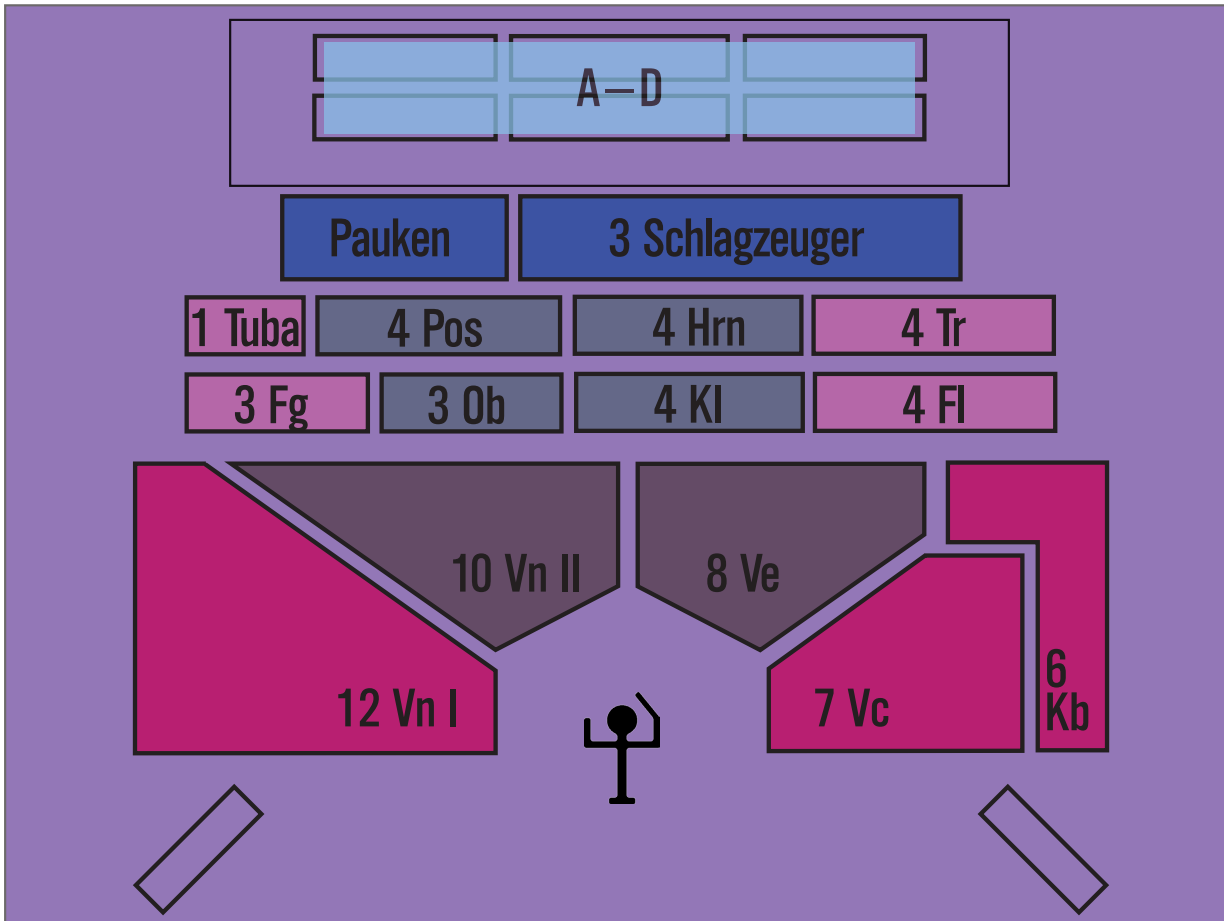 A–D
Pauken
3 Schlagzeuger
1 Tuba
4 Pos
4 Hrn
4 Tr
3 Fg
3 Ob
4 Kl
4 Fl
10 Vn II
8 Ve
12 Vn I
7 Vc
6
Kb